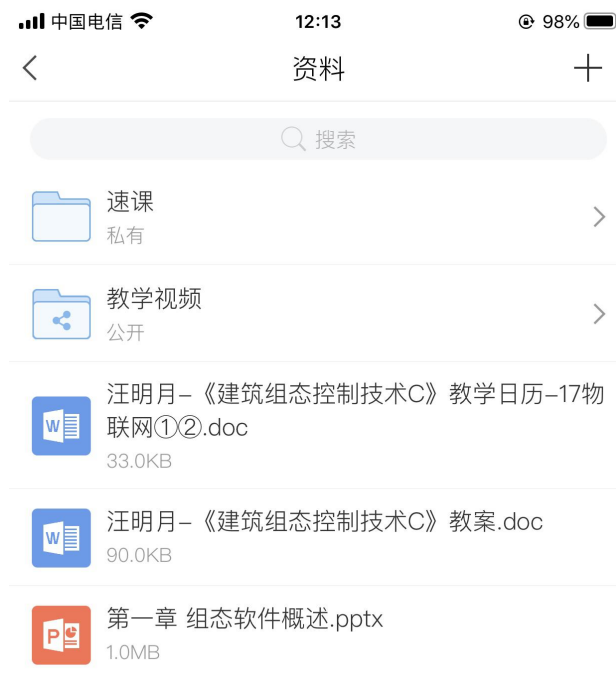 中国电信 12:13 98%
资料
搜索
速课
私有
教学视频
公开
汪明月-《建筑组态控制技术C》教学日历-17物
联网①②.doc
33.0KB
汪明月-《建筑组态控制技术C》教案.doc
90.0KB
第一章 组态软件概述.pptx
1.0MB